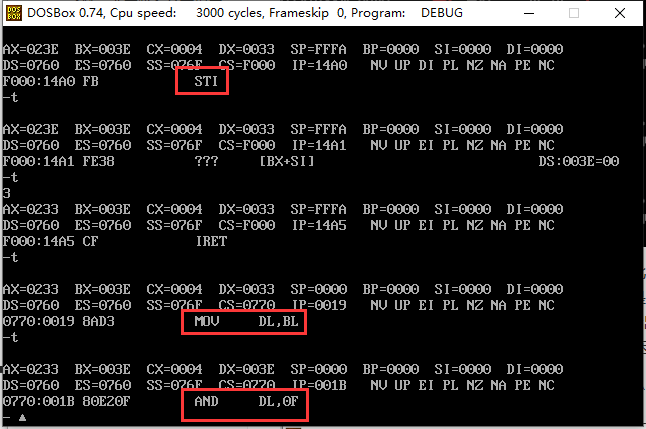 DOS
BOX
DOSBox 0.74, Cpu speed: 3000 cycles, Frameskip 0, Program: DEBUG
AX=023E BX=003E CX=0004 DX=0033 SP=FFFA BP=0000 SI=0000 DI=0000
DS=0760 ES=0760 SS=076F CS=F000 IP=14A0 NV UP DI PL NZ NA PE NC
F000:14A0 FB STI
-t
AX=023E BX=003E CX=0004 DX=0033 SP=FFFA BP=0000 SI=0000 DI=0000
DS=0760 ES=0760 SS=076F CS=F000 IP=14A1 NV UP EI PL NZ NA PE NC
F000:14A1 FE38 ??? [BX+SI] DS:003E=00
-t
3
AX=0233 BX=003E CX=0004 DX=0033 SP=FFFA BP=0000 SI=0000 DI=0000
DS=0760 ES=0760 SS=076F CS=F000 IP=14A5 NV UP EI PL NZ NA PE NC
F000:14A5 CF IRET
-t
AX=0233 BX=003E CX=0004 DX=0033 SP=0000 BP=0000 SI=0000 DI=0000
DS=0760 ES=0760 SS=076F CS=0770 IP=0019 NV UP EI PL NZ NA PE NC
0770:0019 8AD3 MOV DL,BL
-t
AX=0233 BX=003E CX=0004 DX=0033 SP=0000 BP=0000 SI=0000 DI=0000
DS=0760 ES=0760 SS=076F CS=0770 IP=001B NV UP EI PL NZ NA PE NC
0770:001B 80E20F AND DL,0F
-